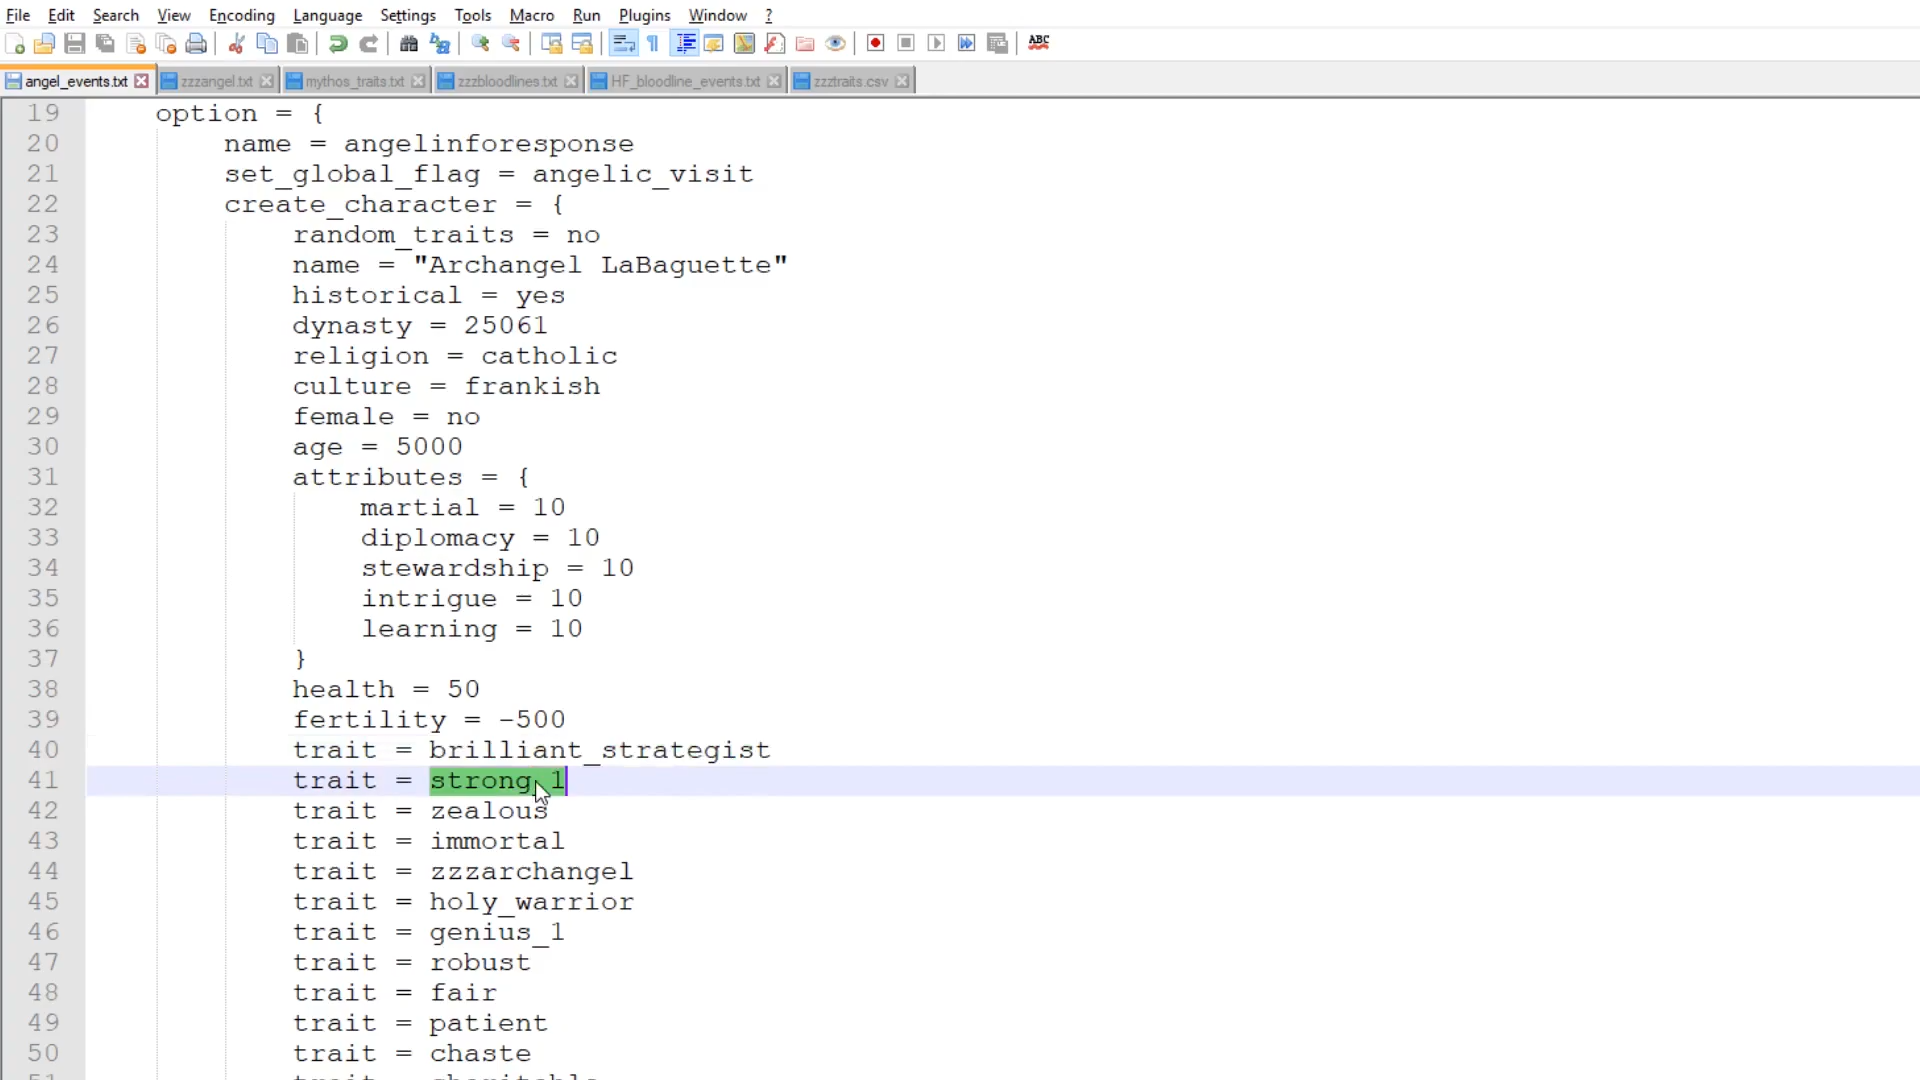 File Edit Search View Encoding Language Settings Tools Macro Run Plugins Window ?
ABC
angel_events.txt zzzangel.txt mythos_traits.txt zzzbloodlines.txt HF_bloodline_events.txt zzztraits.csv
19 option = {
20 name = angelinforesponse
21 set_global_flag = angelic_visit
22 create_character = {
23 random_traits = no
24 name = "Archangel LaBaguette"
25 historical = yes
26 dynasty = 25061
27 religion = catholic
28 culture = frankish
29 female = no
30 age = 5000
31 attributes = {
32 martial = 10
33 diplomacy = 10
34 stewardship = 10
35 intrigue = 10
36 learning = 10
37 }
38 health = 50
39 fertility = -500
40 trait = brilliant_strategist
41 trait = strong_1
42 trait = zealous
43 trait = immortal
44 trait = zzzarchangel
45 trait = holy_warrior
46 trait = genius_1
47 trait = robust
48 trait = fair
49 trait = patient
50 trait = chaste